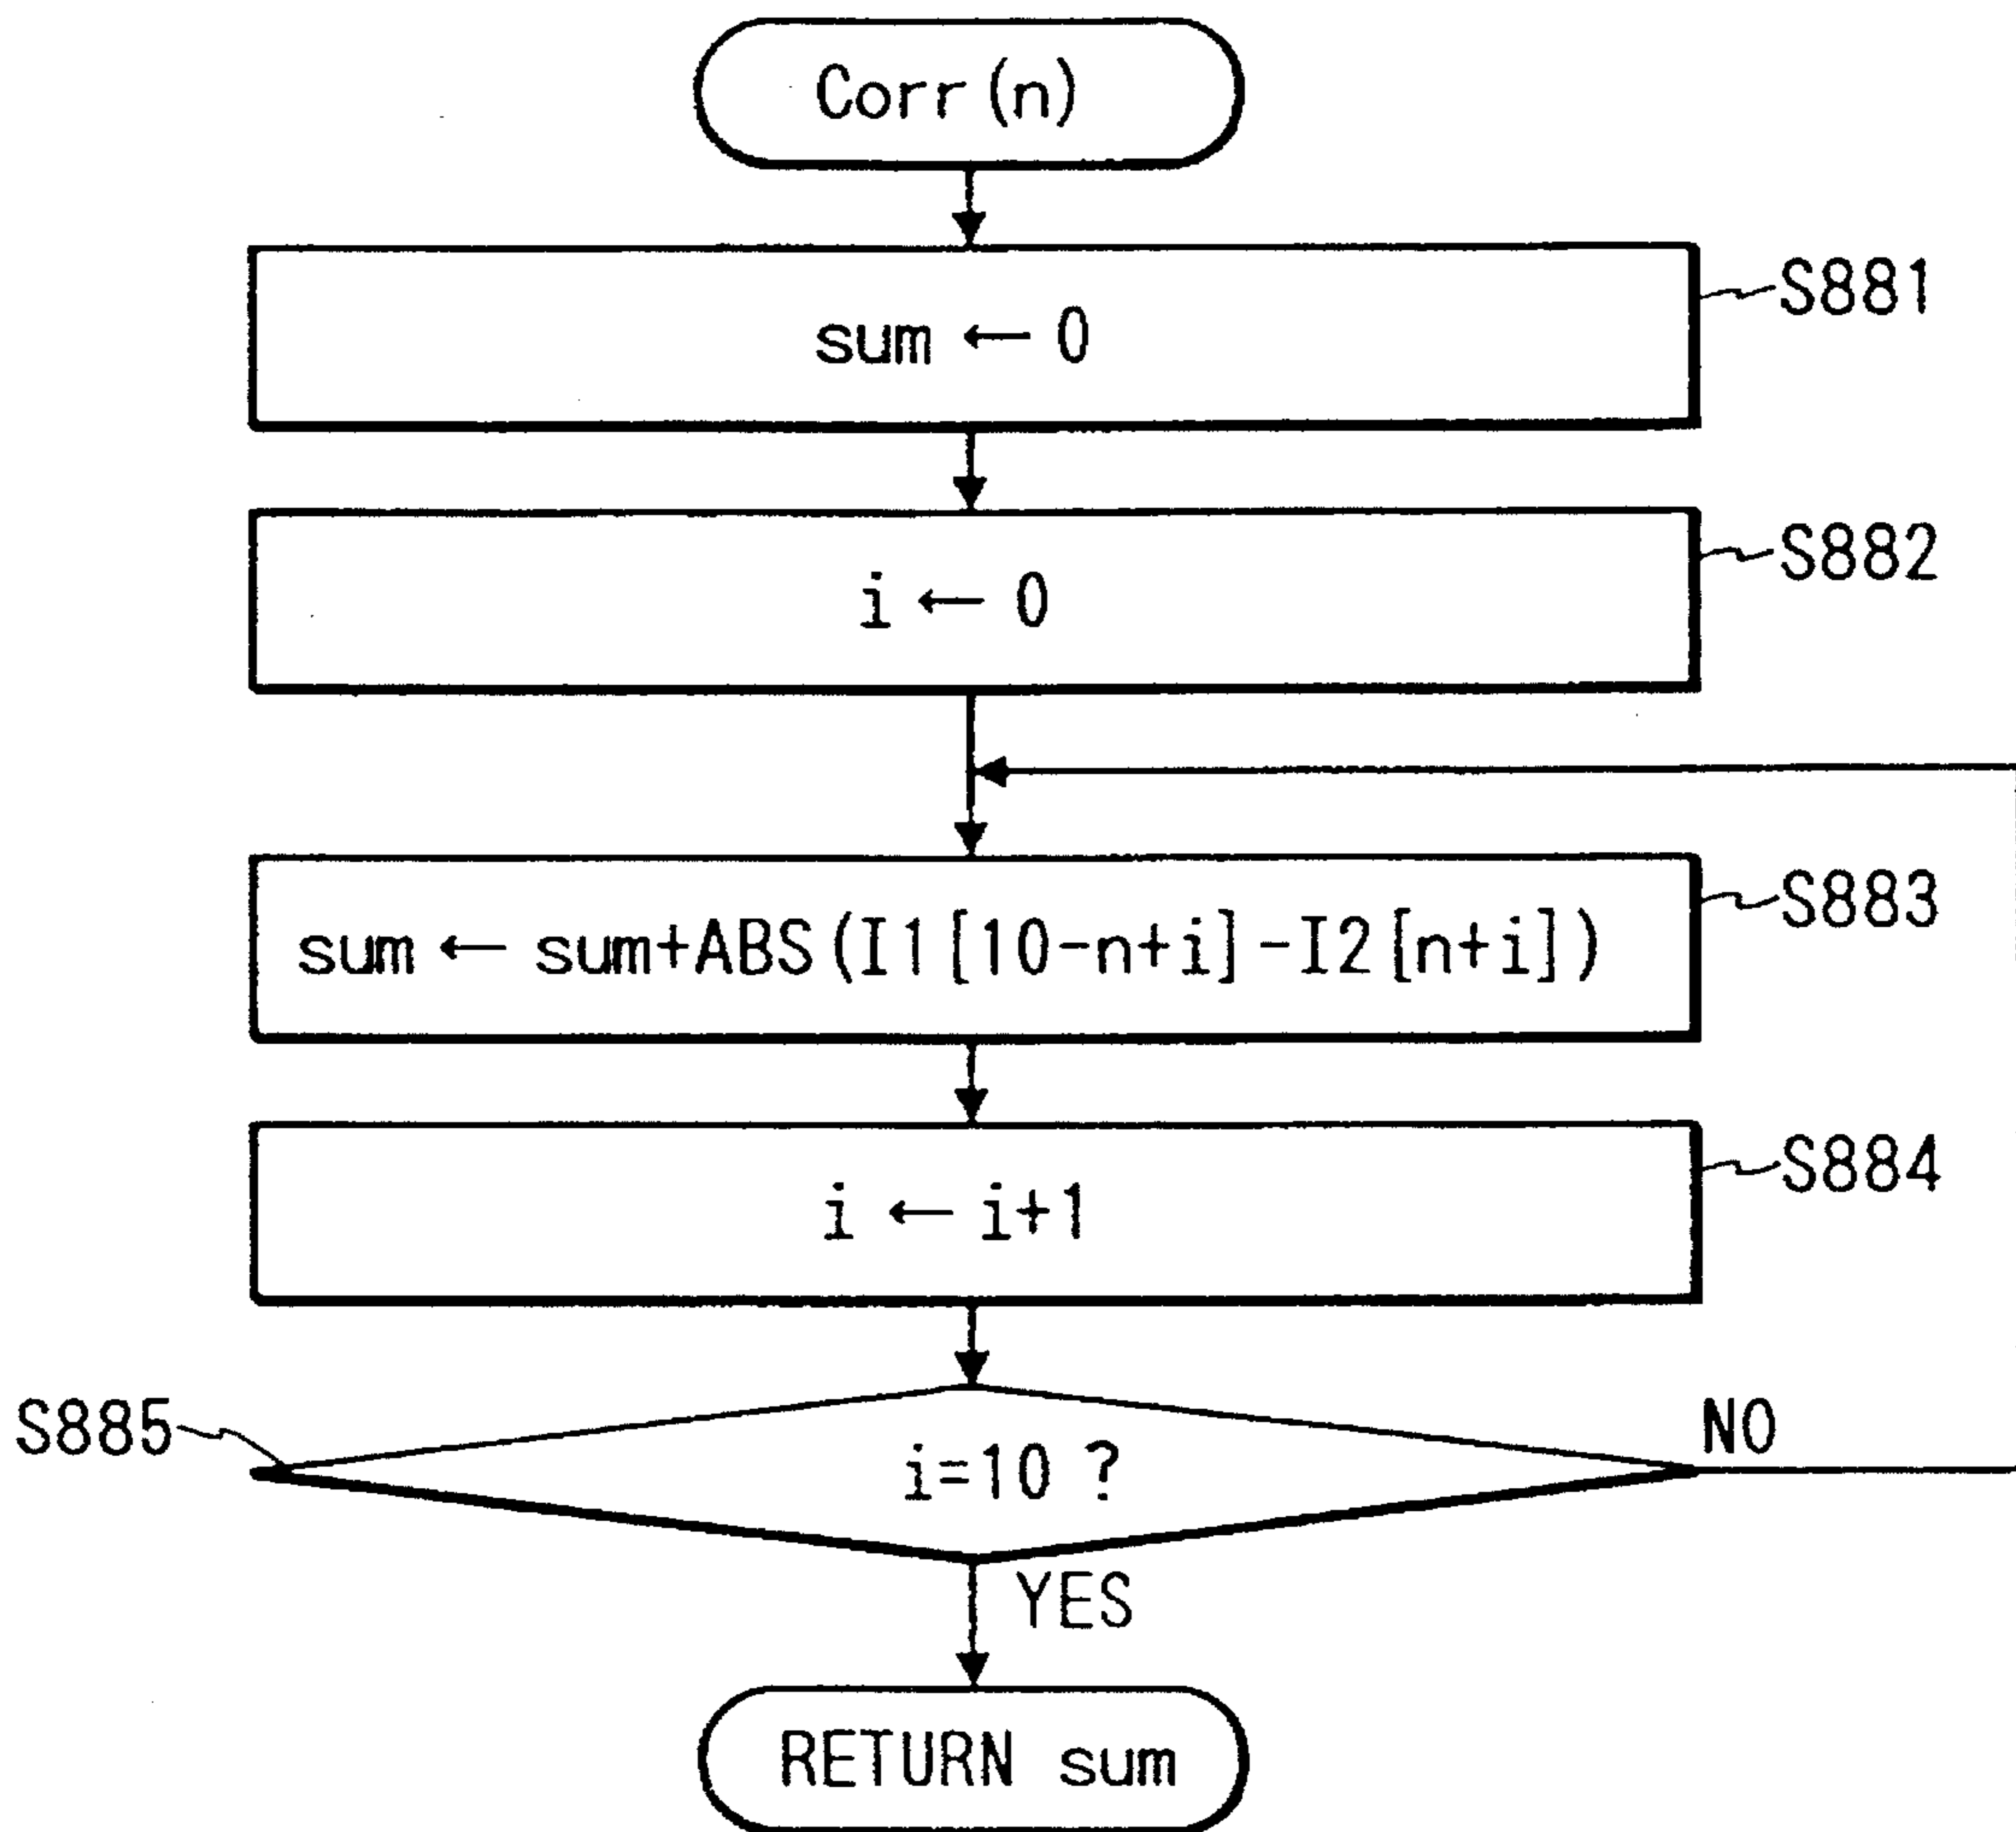 Corr(n)
sum ← 0
S881
i ← 0
S882
sum ← sum+ABS(I1[10-n+i]-I2[n+i])
S883
i ← i+1
S884
S885
i=10 ?
NO
YES
RETURN sum